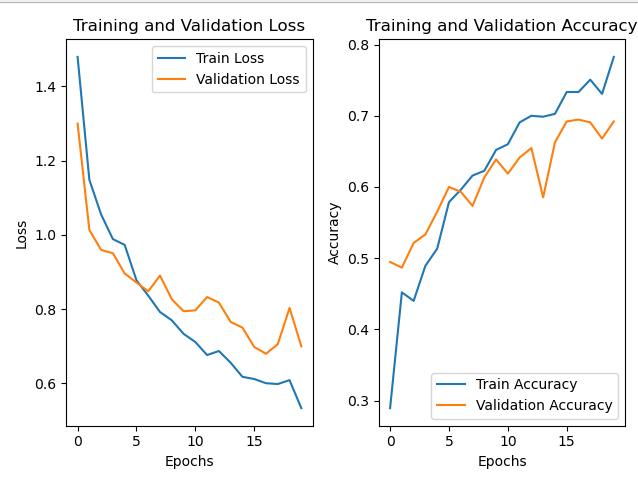 Training and Validation Loss
1.4
1.2
1.0
0.8
0.6
Loss
0
5
10
15
Epochs
Train Loss
Validation Loss
Training and Validation Accuracy
0.8
0.7
0.6
0.5
0.4
0.3
Accuracy
0
5
10
15
Epochs
Train Accuracy
Validation Accuracy